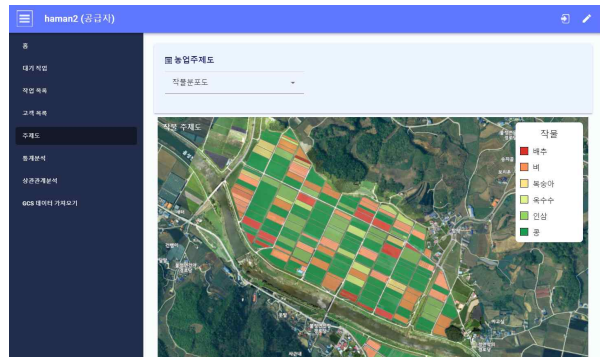 haman2 (공급자)
홈
대기 작업
작업 목록
고객 목록
주제도
통계분석
상관관계분석
GCS 데이터 가져오기
농업주제도
작물분포도
작물 주제도
작물
배추
벼
복숭아
옥수수
인삼
콩